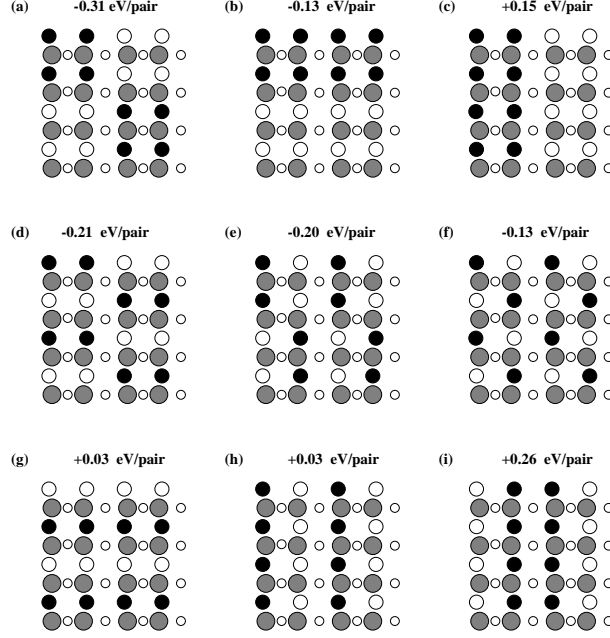 (a) -0.31 eV/pair (b) -0.13 eV/pair (c) +0.15 eV/pair
(d) -0.21 eV/pair (e) -0.20 eV/pair (f) -0.13 eV/pair
(g) +0.03 eV/pair (h) +0.03 eV/pair (i) +0.26 eV/pair